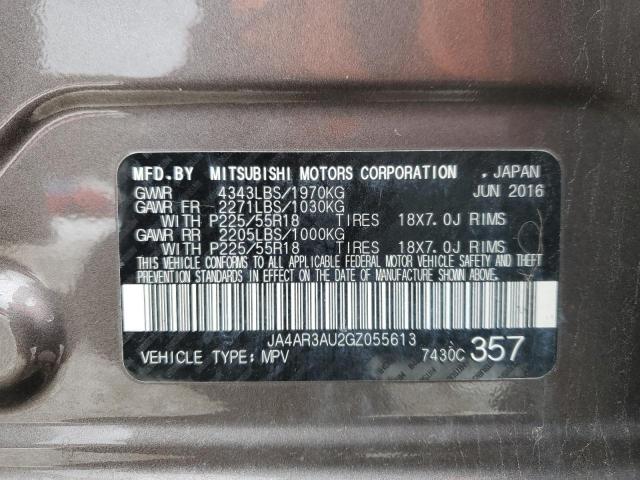 MFD.BY MITSUBISHI MOTORS CORPORATION . JAPAN
GVWR 4343LBS/1970KG JUN 2016
GAWR FR 2271LBS/1030KG
WITH P225/55R18 TIRES 18X7.0J RIMS
GAWR RR 2205LBS/1000KG
WITH P225/55R18 TIRES 18X7.0J RIMS
THIS VEHICLE CONFORMS TO ALL APPLICABLE FEDERAL MOTOR VEHICLE SAFETY AND THEFT
PREVENTION STANDARDS IN EFFECT ON THE DATE OF MANUFACTURE SHOWN ABOVE.
JA4AR3AU2GZ055613
VEHICLE TYPE: MPV 7430C 357